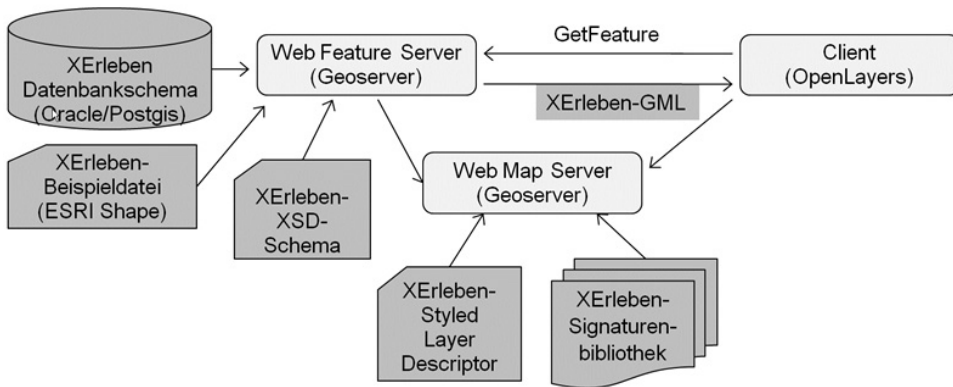 XErleben
Datenbankschema
(Oracle/Postgis)
Web Feature Server
(Geoserver)
GetFeature
Client
(OpenLayers)
XErleben-GML
XErleben-
Beispieldatei
(ESRI Shape)
XErleben-
XSD-
Schema
Web Map Server
(Geoserver)
XErleben-
Styled
Layer
Descriptor
XErleben-
Signaturen-
bibliothek